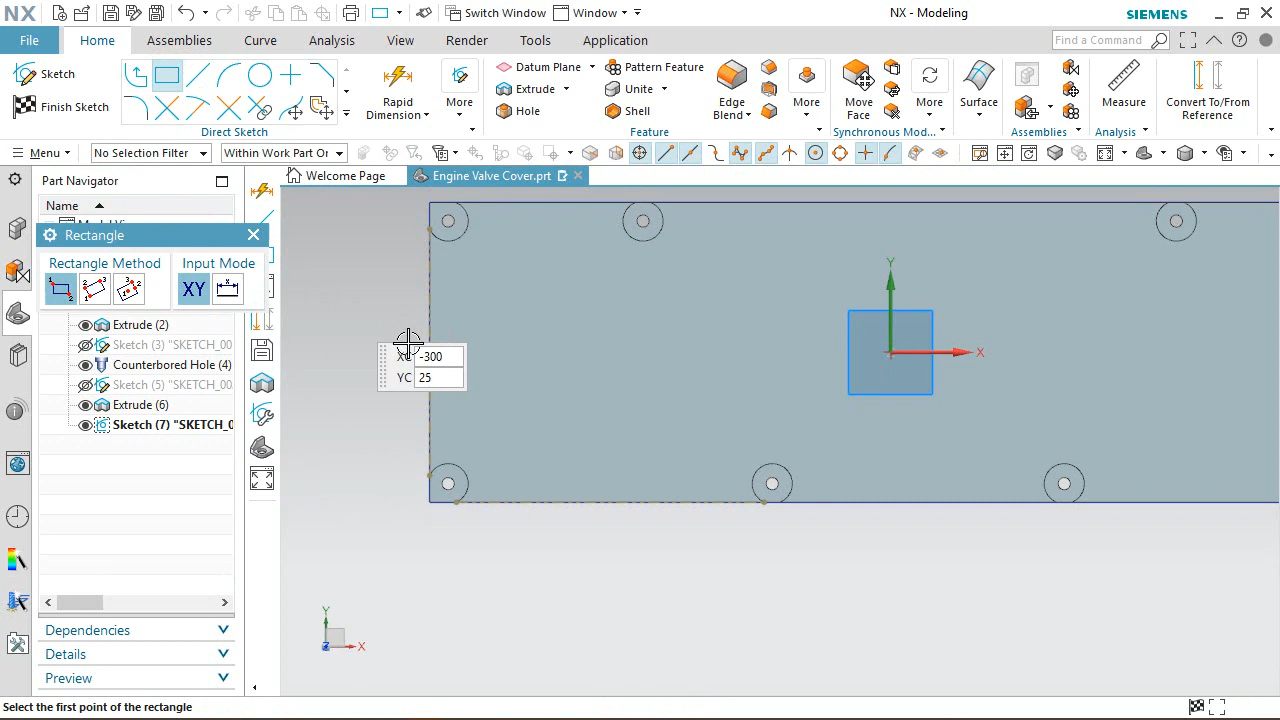 NX
Switch Window
Window
NX - Modeling
SIEMENS
File
Home
Assemblies
Curve
Analysis
View
Render
Tools
Application
Find a Command
Sketch
Finish Sketch
Direct Sketch
Rapid Dimension
More
Datum Plane
Extrude
Hole
Pattern Feature
Unite
Shell
Edge Blend
More
Feature
Move Face
More
Synchronous Mod...
Surface
Assemblies
Measure
Analysis
Convert To/From Reference
Menu
No Selection Filter
Within Work Part Or
Part Navigator
Welcome Page
Engine Valve Cover.prt
Name
Rectangle
Rectangle Method
Input Mode
XY
Extrude (2)
Sketch (3) "SKETCH_00
Counterbored Hole (4)
Sketch (5) "SKETCH_00
Extrude (6)
Sketch (7) "SKETCH_0
-300
YC 25
Y
X
Y
Z
X
Dependencies
Details
Preview
Select the first point of the rectangle